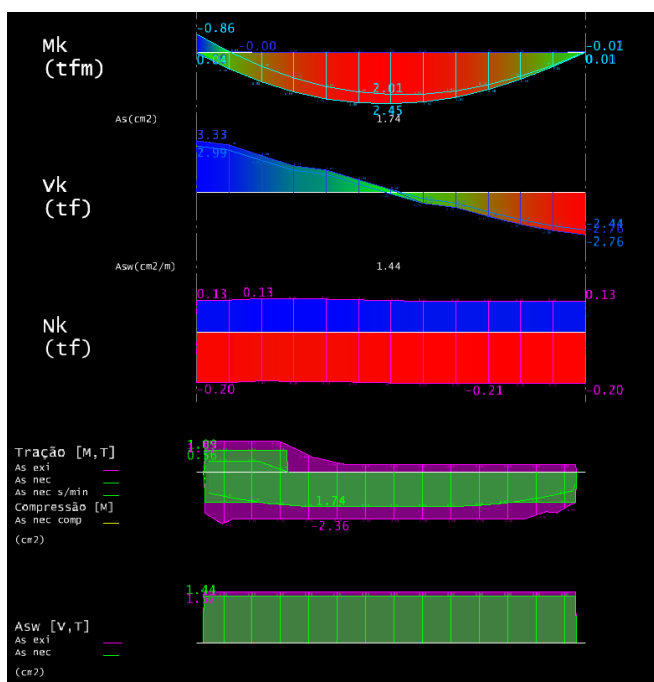 -0.86
Mk
(tfm)
-0.00
0.04
-0.01
0.01
2.01
2.45
As(cm2)
1.74
3.33
2.99
Vk
(tf)
-2.44
-2.76
Asw(cm2/m)
1.44
0.13
0.13
0.13
Nk
(tf)
-0.20
-0.21
-0.20
Tração [M,T]
1.09
0.56
As exi
As nec
As nec s/min
1.74
Compressão [M]
As nec comp
-2.36
(cm2)
1.44
Asw [V,T]
As exi
As nec
(cm2)